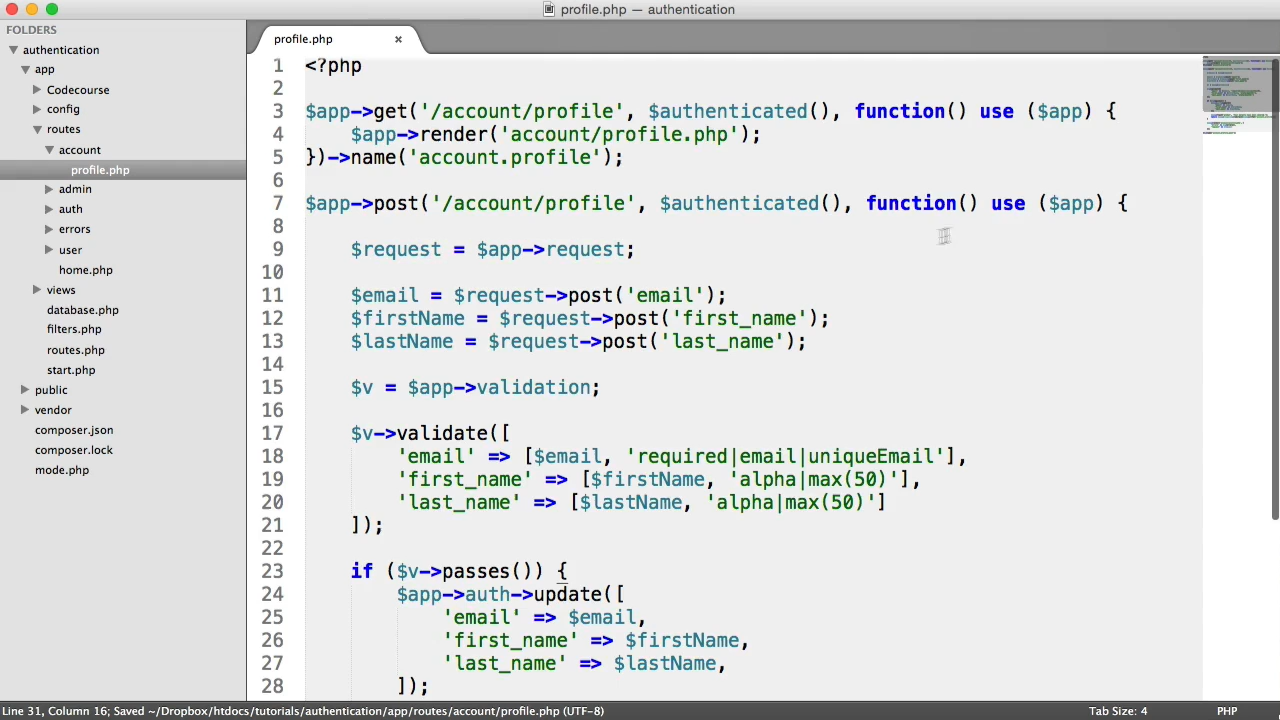 profile.php — authentication
FOLDERS
authentication
app
Codecourse
config
routes
account
profile.php
admin
auth
errors
user
home.php
views
database.php
filters.php
routes.php
start.php
public
vendor
composer.json
composer.lock
mode.php
profile.php ×
1 <?php
2
3 $app->get('/account/profile', $authenticated(), function() use ($app) {
4 $app->render('account/profile.php');
5 })->name('account.profile');
6
7 $app->post('/account/profile', $authenticated(), function() use ($app) {
8
9 $request = $app->request;
10
11 $email = $request->post('email');
12 $firstName = $request->post('first_name');
13 $lastName = $request->post('last_name');
14
15 $v = $app->validation;
16
17 $v->validate([
18 'email' => [$email, 'required|email|uniqueEmail'],
19 'first_name' => [$firstName, 'alpha|max(50)'],
20 'last_name' => [$lastName, 'alpha|max(50)']
21 ]);
22
23 if ($v->passes()) {
24 $app->auth->update([
25 'email' => $email,
26 'first_name' => $firstName,
27 'last_name' => $lastName,
28 ]);
Line 31, Column 16; Saved ~/Dropbox/htdocs/tutorials/authentication/app/routes/account/profile.php (UTF-8)
Tab Size: 4
PHP